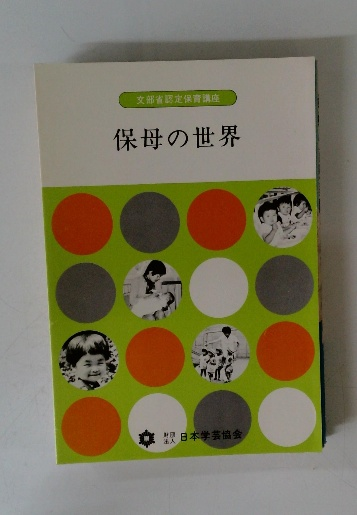 文部省認定保育講座
保母の世界
財団法人 日本学芸協会